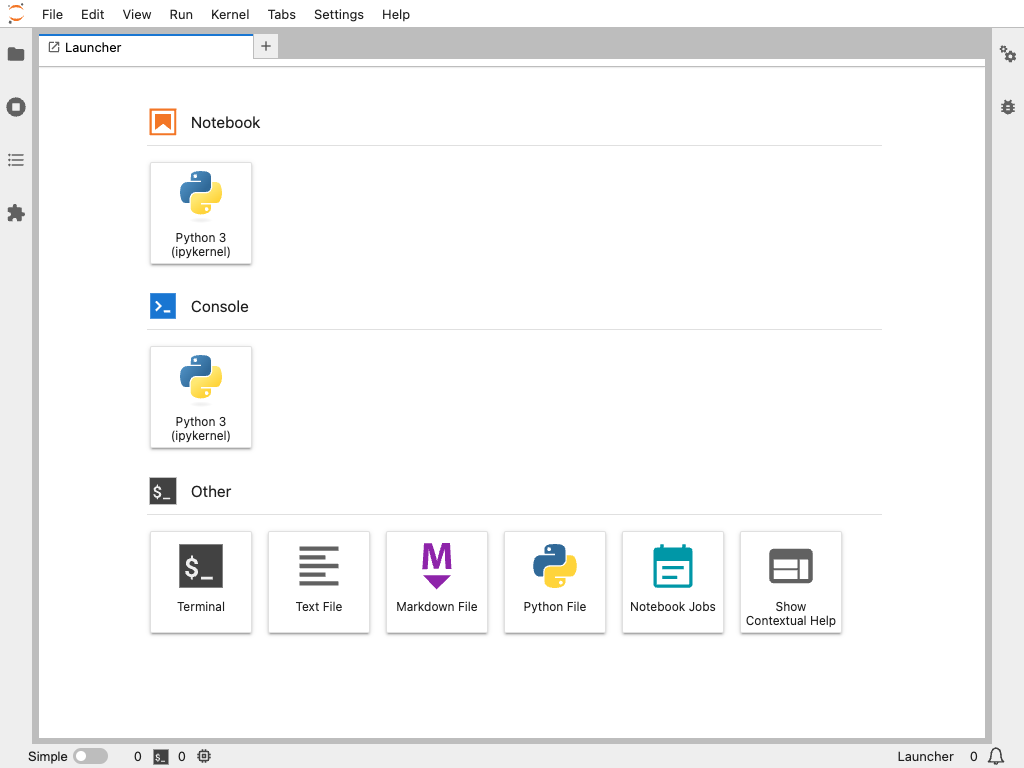 File Edit View Run Kernel Tabs Settings Help
Launcher
Notebook
Python 3
(ipykernel)
Console
Python 3
(ipykernel)
$_ Other
$_
Terminal
Text File
M
Markdown File
Python File
Notebook Jobs
Show
Contextual Help
Simple 0 $_ 0 Launcher 0